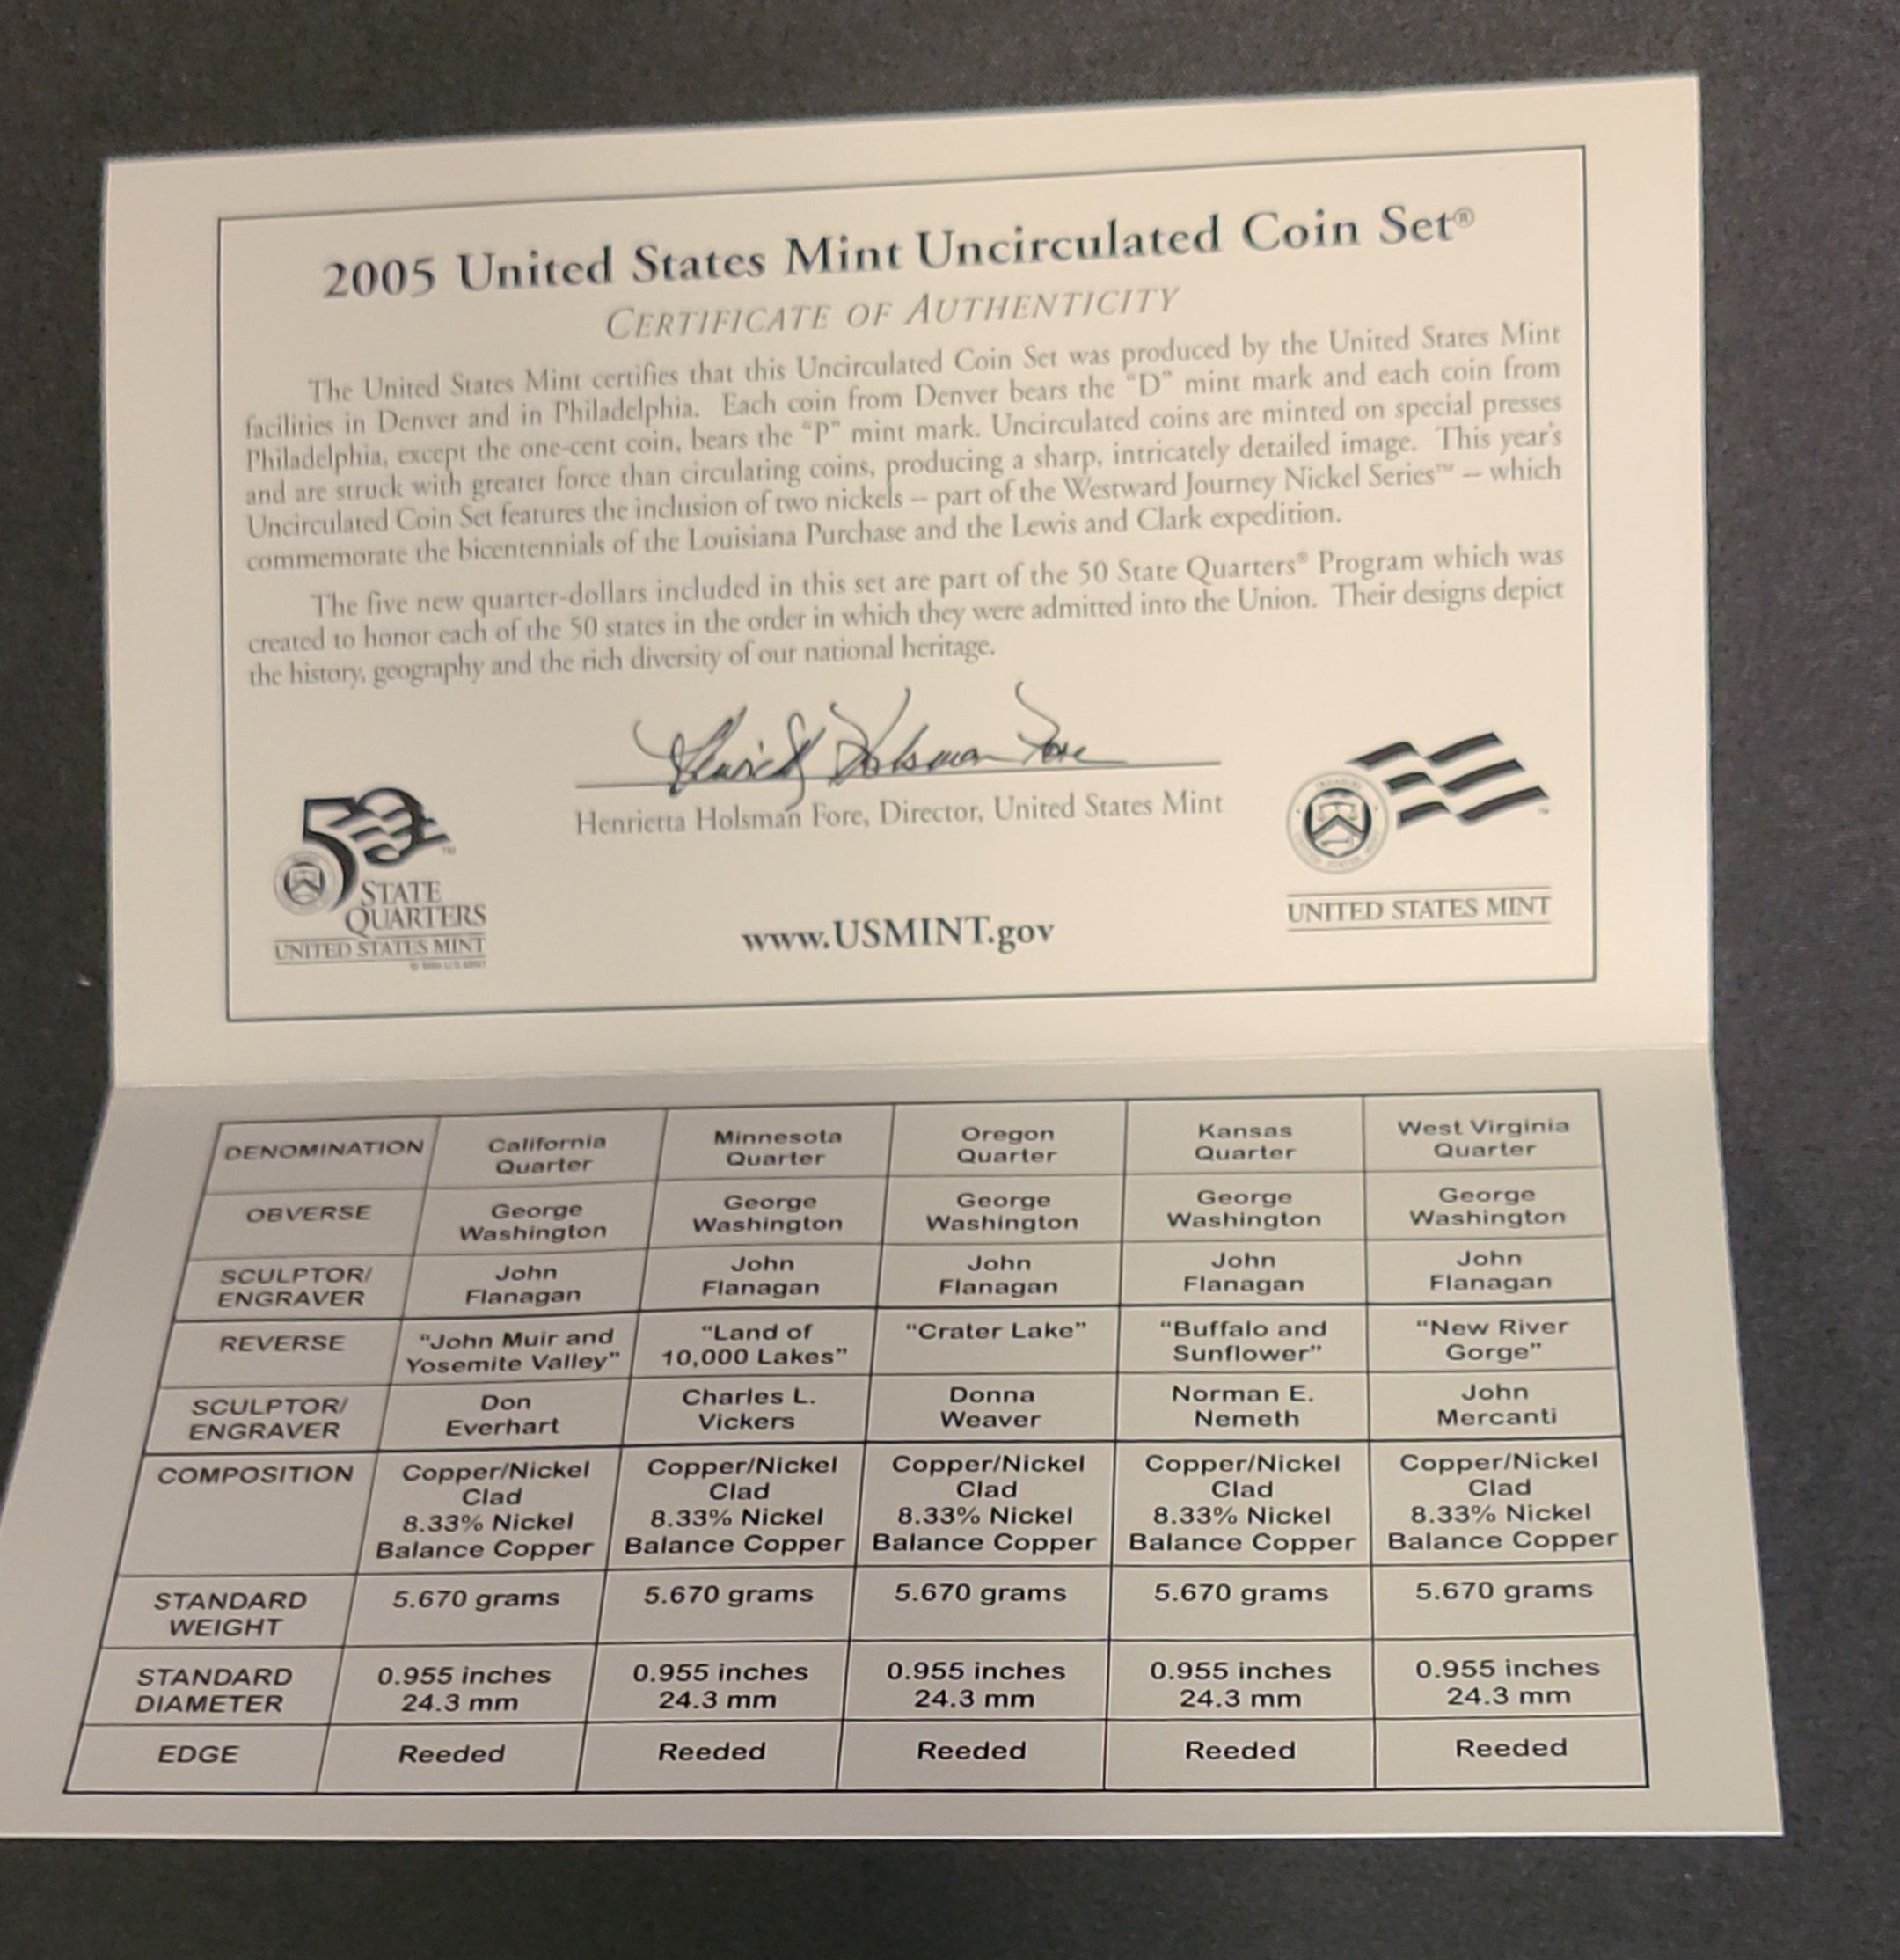 2005 United States Mint Uncirculated Coin Set®
CERTIFICATE OF AUTHENTICITY
The United States Mint certifies that this Uncirculated Coin Set was produced by the United States Mint
facilities in Denver and in Philadelphia. Each coin from Denver bears the “D” mint mark and each coin from
Philadelphia, except the one-cent coin, bears the “P” mint mark. Uncirculated coins are minted on special presses
and are struck with greater force than circulating coins, producing a sharp, intricately detailed image. This year's
Uncirculated Coin Set features the inclusion of two nickels – part of the Westward Journey Nickel Series™ – which
commemorate the bicentennials of the Louisiana Purchase and the Lewis and Clark expedition.
The five new quarter-dollars included in this set are part of the 50 State Quarters® Program which was
created to honor each of the 50 states in the order in which they were admitted into the Union. Their designs depict
the history, geography and the rich diversity of our national heritage.
Henrietta Holsman Fore
Henrietta Holsman Fore, Director, United States Mint
50
STATE
QUARTERS
UNITED STATES MINT
www.USMINT.gov
UNITED STATES MINT
DENOMINATION California Quarter Minnesota Quarter Oregon Quarter Kansas Quarter West Virginia Quarter
OBVERSE George Washington George Washington George Washington George Washington George Washington
SCULPTOR/ENGRAVER John Flanagan John Flanagan John Flanagan John Flanagan John Flanagan
REVERSE “John Muir and Yosemite Valley” “Land of 10,000 Lakes” “Crater Lake” “Buffalo and Sunflower” “New River Gorge”
SCULPTOR/ENGRAVER Don Everhart Charles L. Vickers Donna Weaver Norman E. Nemeth John Mercanti
COMPOSITION Copper/Nickel Copper/Nickel Copper/Nickel Copper/Nickel Copper/Nickel
Clad Clad Clad Clad Clad
8.33% Nickel 8.33% Nickel 8.33% Nickel 8.33% Nickel 8.33% Nickel
Balance Copper Balance Copper Balance Copper Balance Copper Balance Copper
STANDARD WEIGHT 5.670 grams 5.670 grams 5.670 grams 5.670 grams 5.670 grams
STANDARD 0.955 inches 0.955 inches 0.955 inches 0.955 inches 0.955 inches
DIAMETER 24.3 mm 24.3 mm 24.3 mm 24.3 mm 24.3 mm
EDGE Reeded Reeded Reeded Reeded Reeded